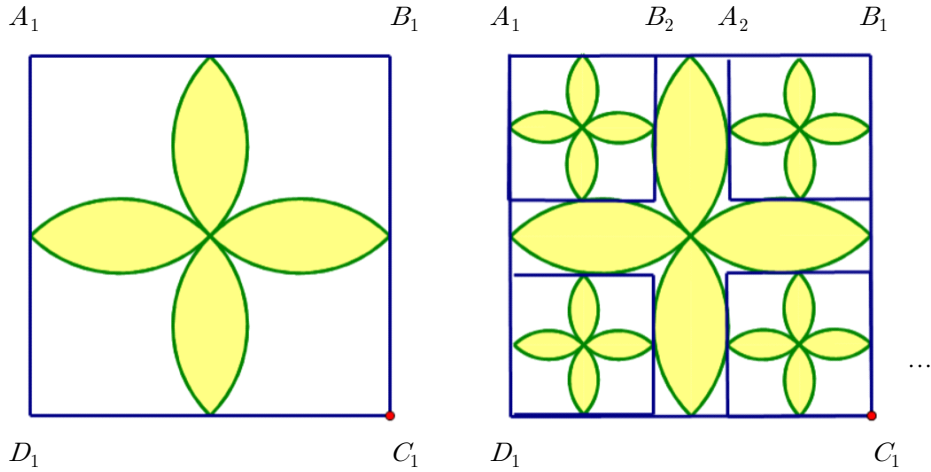 A₁ B₁ A₁ B₂ A₂ B₁
...
D₁ C₁ D₁ C₁